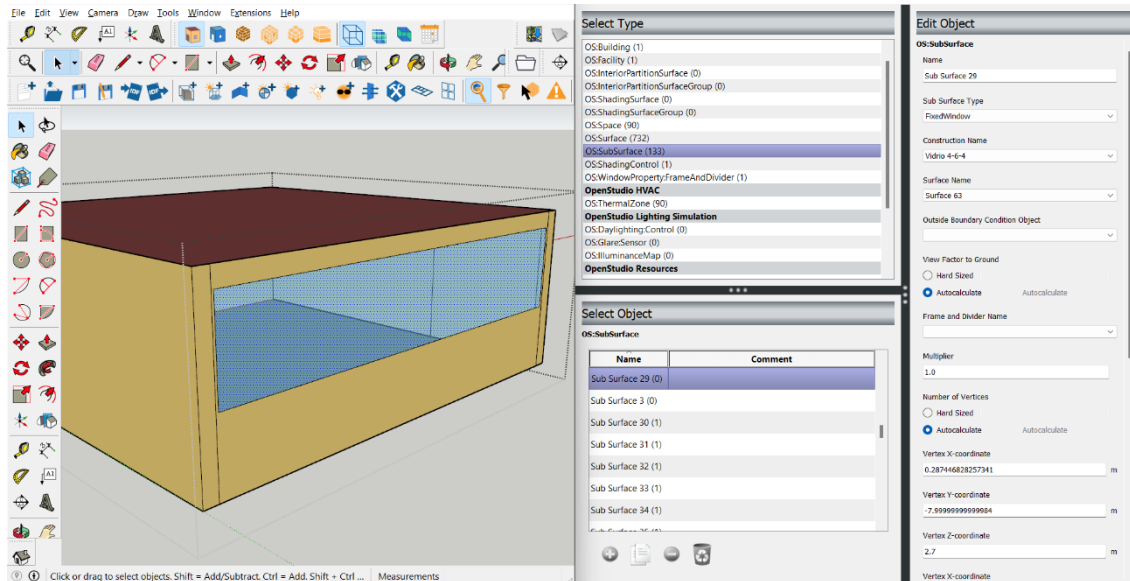 File Edit View Camera Draw Tools Window Extensions Help
Select Type
OS:Building (1)
OS:Facility (1)
OS:InteriorPartitionSurface (0)
OS:InteriorPartitionSurfaceGroup (0)
OS:ShadingSurface (0)
OS:ShadingSurfaceGroup (0)
OS:Space (90)
OS:Surface (732)
OS:SubSurface (133)
OS:ShadingControl (1)
OS:WindowProperty:FrameAndDivider (1)
OpenStudio HVAC
OS:ThermalZone (90)
OpenStudio Lighting Simulation
OS:Daylighting:Control (0)
OS:Glare:Sensor (0)
OS:IlluminanceMap (0)
OpenStudio Resources
Select Object
OS:SubSurface
Name Comment
Sub Surface 29 (0)
Sub Surface 3 (0)
Sub Surface 30 (1)
Sub Surface 31 (1)
Sub Surface 32 (1)
Sub Surface 33 (1)
Sub Surface 34 (1)
Edit Object
OS:SubSurface
Name
Sub Surface 29
Sub Surface Type
FixedWindow
Construction Name
Vidrio 4-6-4
Surface Name
Surface 63
Outside Boundary Condition Object
View Factor to Ground
Hard Sized
Autocalculate Autocalculate
Frame and Divider Name
Multiplier
1.0
Number of Vertices
Hard Sized
Autocalculate Autocalculate
Vertex X-coordinate
0.287446828257341 m
Vertex Y-coordinate
-7.99999999999984 m
Vertex Z-coordinate
2.7 m
Vertex X-coordinate
Click or drag to select objects. Shift = Add/Subtract. Ctrl = Add. Shift + Ctrl ... Measurements